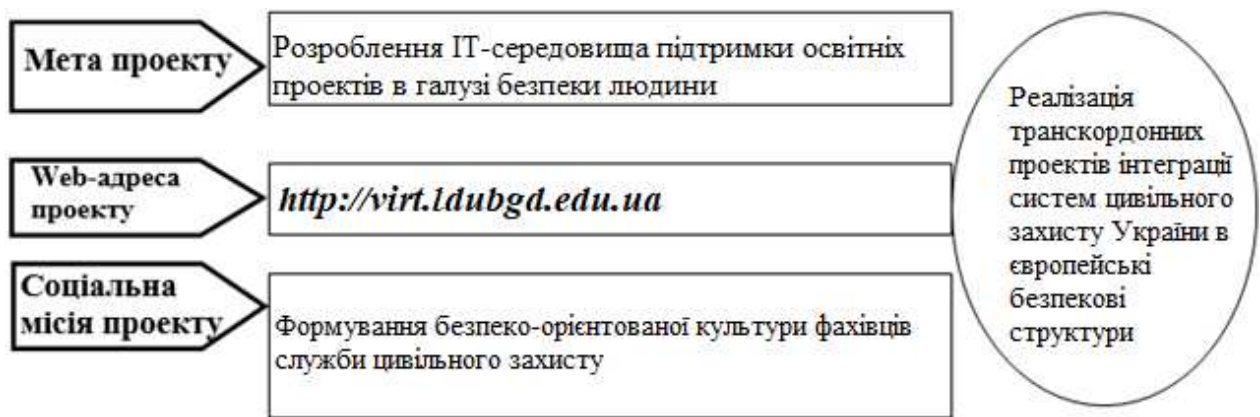 Мета проекту
Розроблення ІТ-середовища підтримки освітніх
проектів в галузі безпеки людини
Web-адреса
проекту
http://virt.ldubgd.edu.ua
Соціальна
місія проекту
Формування безпеко-орієнтованої культури фахівців
служби цивільного захисту
Реалізація
транскордонних
проектів інтеграції
систем цивільного
захисту України в
європейські
безпекові
структури